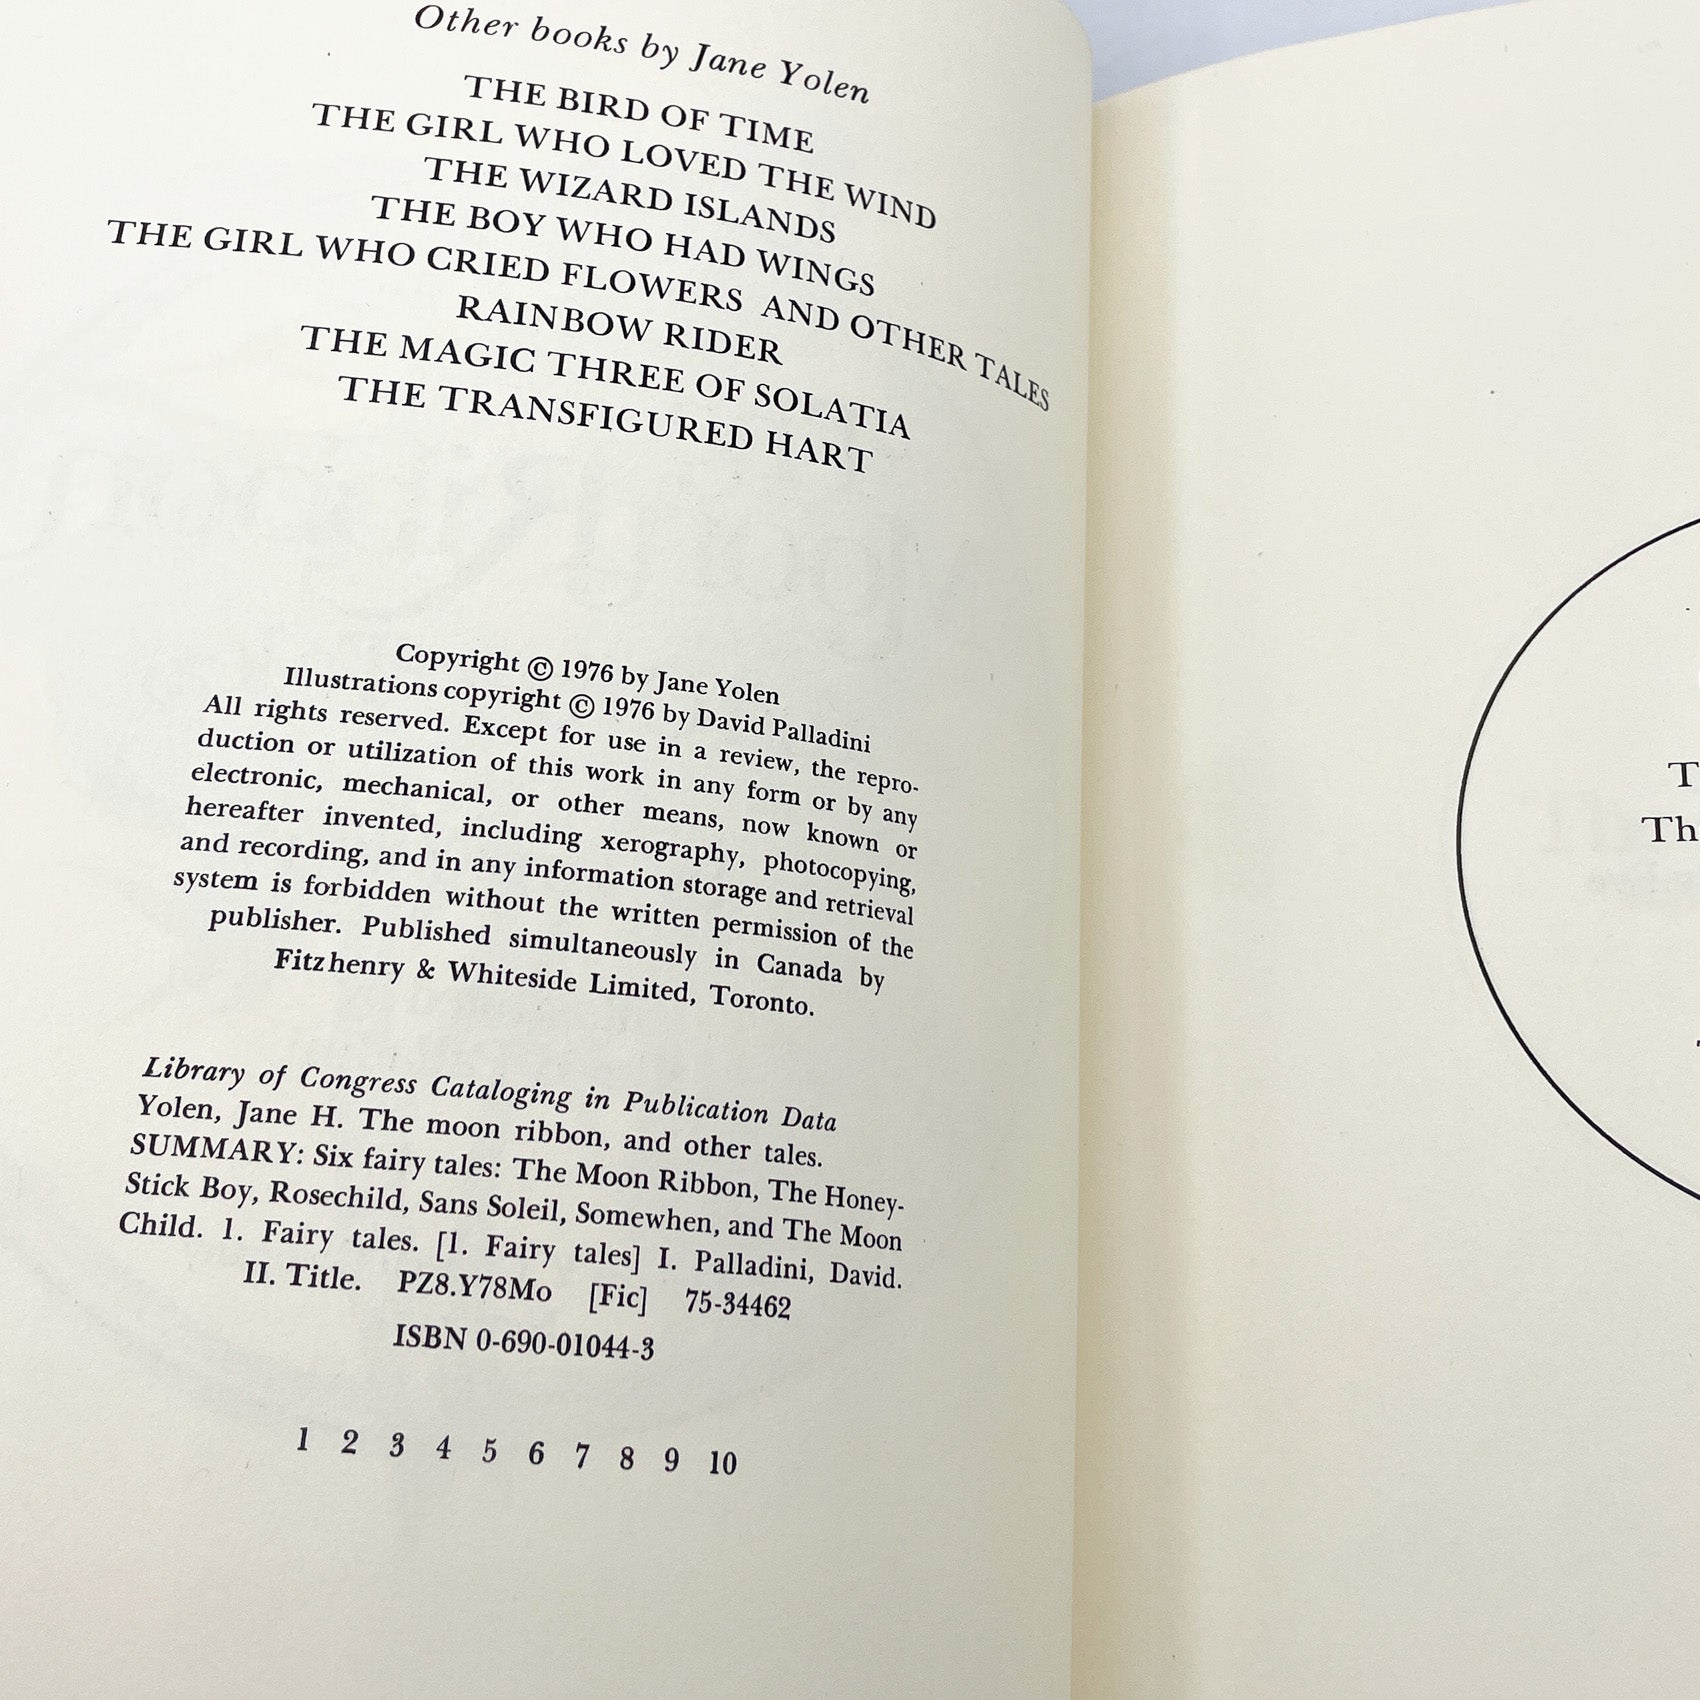 Other books by Jane Yolen
THE BIRD OF TIME
THE GIRL WHO LOVED THE WIND
THE WIZARD ISLANDS
THE BOY WHO HAD WINGS
THE GIRL WHO CRIED FLOWERS AND OTHER TALES
RAINBOW RIDER
THE MAGIC THREE OF SOLATIA
THE TRANSFIGURED HART
Copyright © 1976 by Jane Yolen
Illustrations copyright © 1976 by David Palladini
All rights reserved. Except for use in a review, the repro-
duction or utilization of this work in any form or by any
electronic, mechanical, or other means, now known or
hereafter invented, including xerography, photocopying,
and recording, and in any information storage and retrieval
system is forbidden without the written permission of the
publisher. Published simultaneously in Canada by
Fitzhenry & Whiteside Limited, Toronto.
Library of Congress Cataloging in Publication Data
Yolen, Jane H. The moon ribbon, and other tales.
SUMMARY: Six fairy tales: The Moon Ribbon, The Honey-
Stick Boy, Rosechild, Sans Soleil, Somewhen, and The Moon
Child. 1. Fairy tales. [1. Fairy tales] I. Palladini, David.
II. Title. PZ8.Y78Mo [Fic] 75-34462
ISBN 0-690-01044-3
1 2 3 4 5 6 7 8 9 10
T
Th